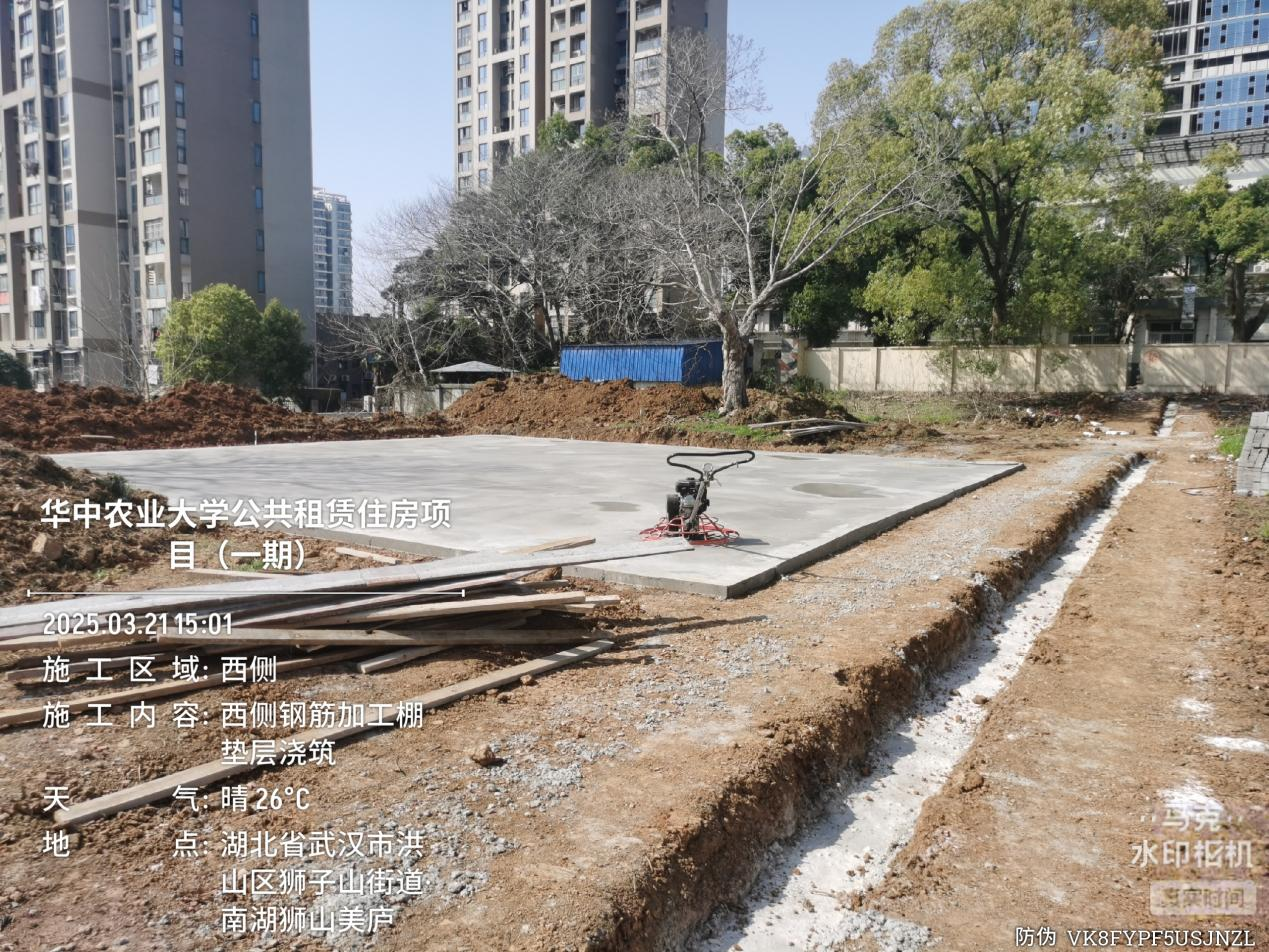 华中农业大学公共租赁住房项
目（一期）
2025.03.21 15:01
施工区域：西侧
施工内容：西侧钢筋加工棚
垫层浇筑
天气：晴 26°C
地点：湖北省武汉市洪
山区狮子山街道
南湖狮山美庐
马克
水印相机
真实时间
防伪 VK8FYPF5USJNZL